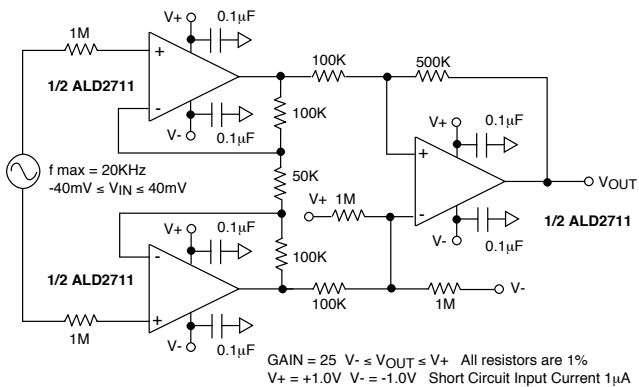 V+
0.1µF
1M
+
1/2 ALD2711
-
V-
0.1µF
100K
500K
100K
V+
0.1µF
+
VOUT
-
V-
0.1µF
1/2 ALD2711
f max = 20KHz
-40mV ≤ VIN ≤ 40mV
50K
V+
1M
V+
0.1µF
-
1/2 ALD2711
100K
+
1M
V-
0.1µF
100K
1M
V-
GAIN = 25 V- ≤ VOUT ≤ V+ All resistors are 1%
V+ = +1.0V V- = -1.0V Short Circuit Input Current 1µA